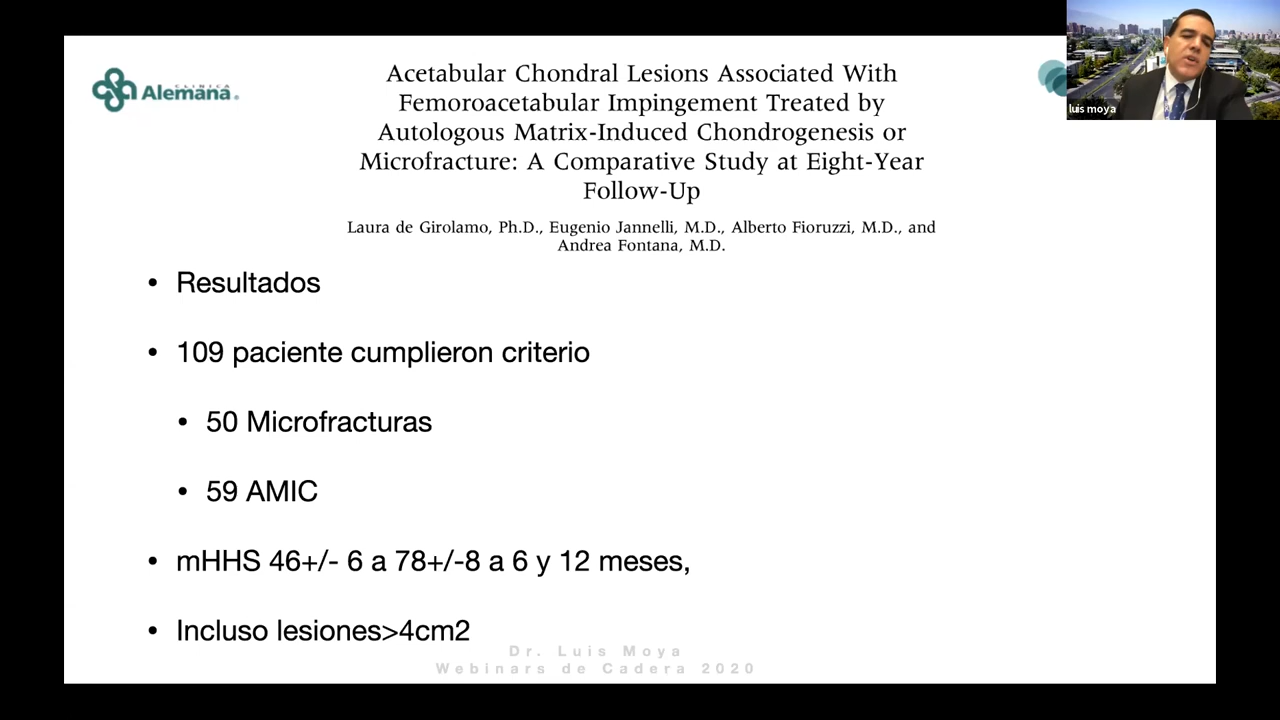 CLINICA
Alemana
Acetabular Chondral Lesions Associated With
Femoroacetabular Impingement Treated by
Autologous Matrix-Induced Chondrogenesis or
Microfracture: A Comparative Study at Eight-Year
Follow-Up
Laura de Girolamo, Ph.D., Eugenio Jannelli, M.D., Alberto Fioruzzi, M.D., and
Andrea Fontana, M.D.
luis moya
• Resultados
• 109 paciente cumplieron criterio
• 50 Microfracturas
• 59 AMIC
• mHHS 46+/- 6 a 78+/-8 a 6 y 12 meses,
• Incluso lesiones>4cm2
Dr. Luis Moya
Webinars de Cadera 2020